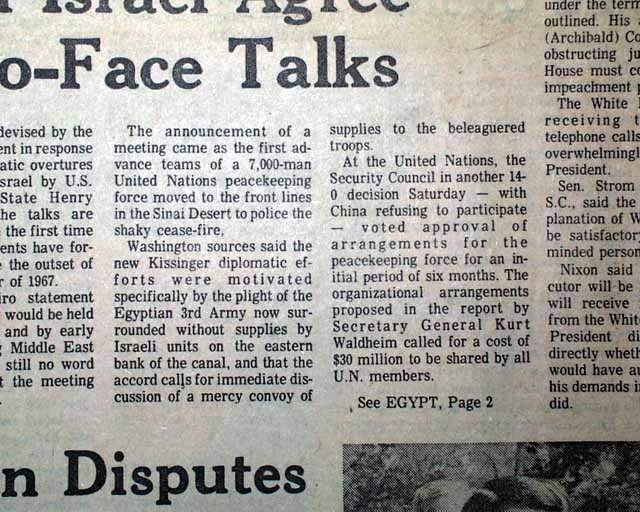 Israel Agree
o-Face Talks
devised by the
ent in response
atic overtures
srael by U.S.
State Henry
he talks are
the first time
ents have for-
e the outset of
r of 1967.
iro statement
would be held
and by early
g Middle East
still no word
t the meeting
The announcement of a
meeting came as the first ad-
vance teams of a 7,000-man
United Nations peacekeeping
force moved to the front lines
in the Sinai Desert to police the
shaky cease-fire.
Washington sources said the
new Kissinger diplomatic ef-
forts were motivated
specifically by the plight of the
Egyptian 3rd Army now sur-
rounded without supplies by
Israeli units on the eastern
bank of the canal, and that the
accord calls for immediate dis-
cussion of a mercy convoy of
supplies to the beleaguered
troops.
At the United Nations, the
Security Council in another 14-
0 decision Saturday — with
China refusing to participate
— voted approval of
arrangements for the
peacekeeping force for an in-
itial period of six months. The
organizational arrangements
proposed in the report by
Secretary General Kurt
Waldheim called for a cost of
$30 million to be shared by all
U.N. members.
See EGYPT, Page 2
under the term
outlined. His
(Archibald) Co
obstructing ju
House must c
impeachment p
The White
receiving t
telephone calls
overwhelmingl
President.
Sen. Strom
S.C., said the
planation of W
be satisfactory
minded person
Nixon said
cutor will be
will receive
from the White
President di
directly wheth
would have au
his demands i
did.
n Disputes